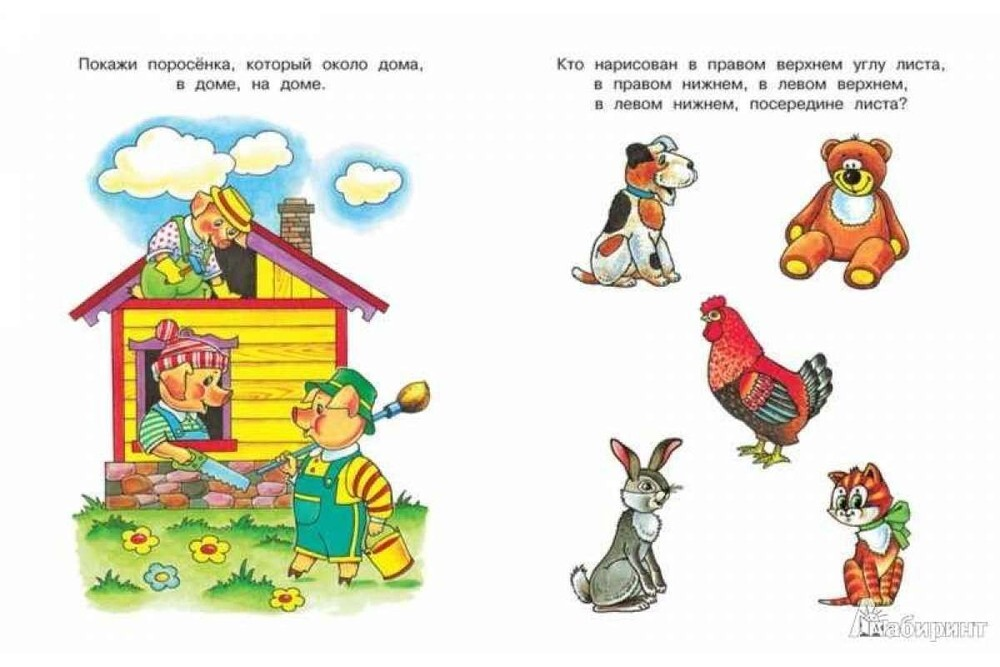 Покажи поросёнка, который около дома,
в доме, на доме.
Кто нарисован в правом верхнем углу листа,
в правом нижнем, в левом верхнем,
в левом нижнем, посередине листа?
Лабиринт